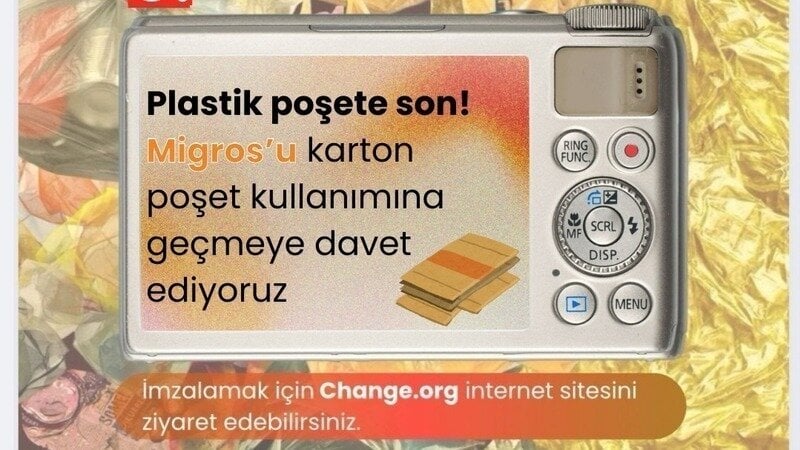 Plastik poşete son!
Migros'u karton
poşet kullanımına
geçmeye davet
ediyoruz
RING
FUNC.
MF
SCRL
DISP.
MENU
İmzalamak için Change.org internet sitesini
ziyaret edebilirsiniz.